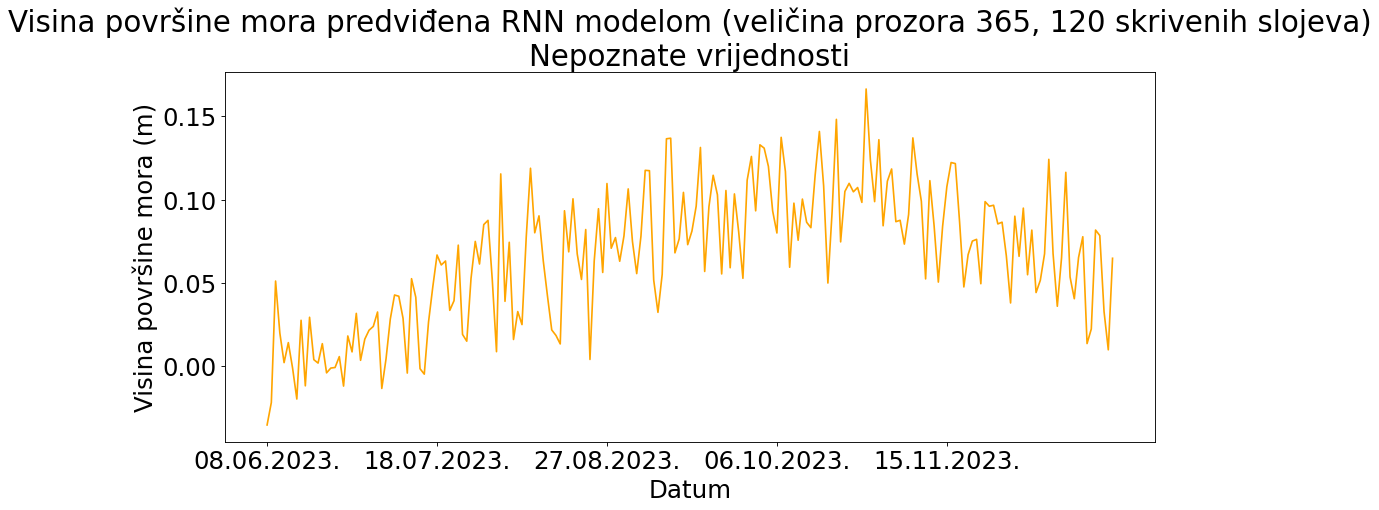 Visina površine mora predviđena RNN modelom (veličina prozora 365, 120 skrivenih slojeva)
Nepoznate vrijednosti
Visina površine mora (m)
0.15
0.10
0.05
0.00
08.06.2023. 18.07.2023. 27.08.2023. 06.10.2023. 15.11.2023.
Datum